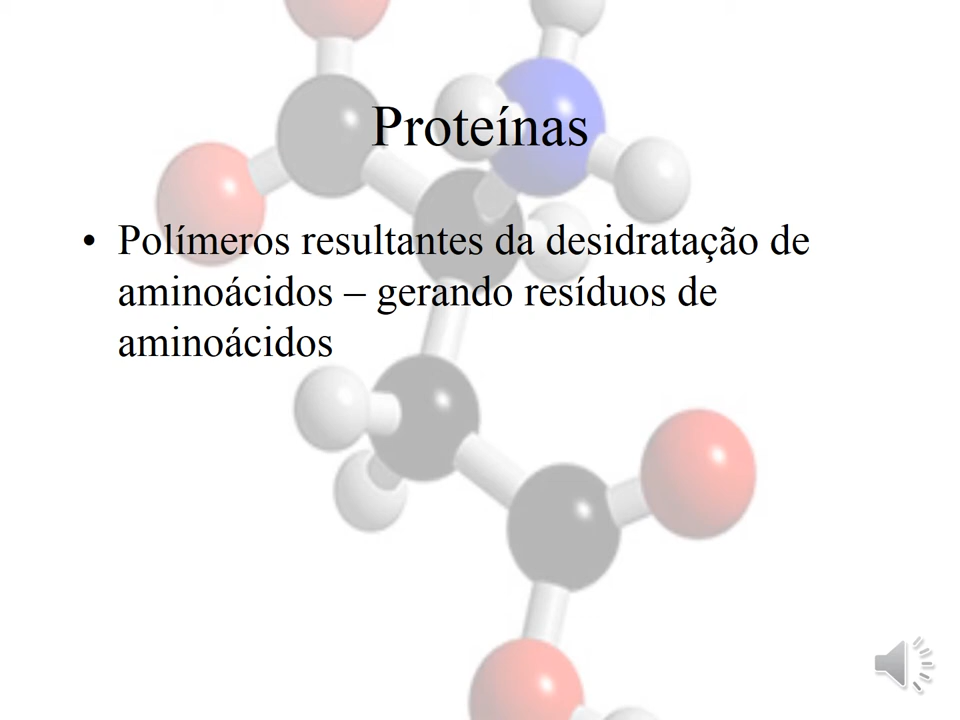 Proteínas
• Polímeros resultantes da desidratação de
aminoácidos – gerando resíduos de
aminoácidos